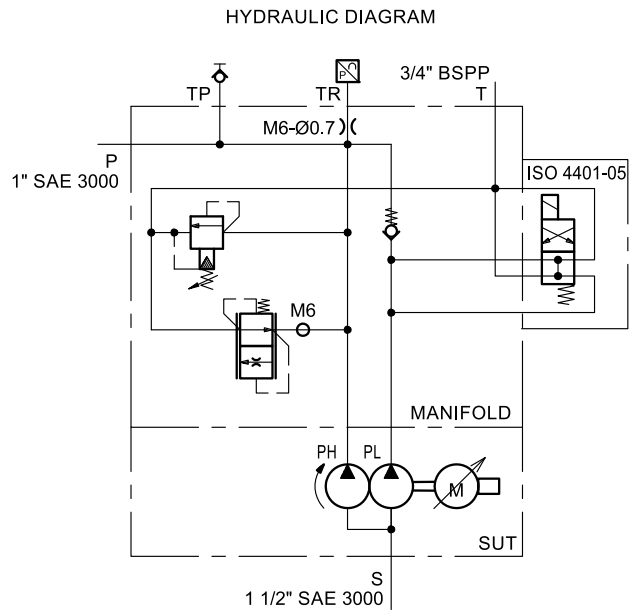 HYDRAULIC DIAGRAM
3/4" BSPP
TP
TR
T
P
M6-Ø0.7
P
1" SAE 3000
ISO 4401-05
M6
MANIFOLD
PH
PL
M
SUT
S
1 1/2" SAE 3000